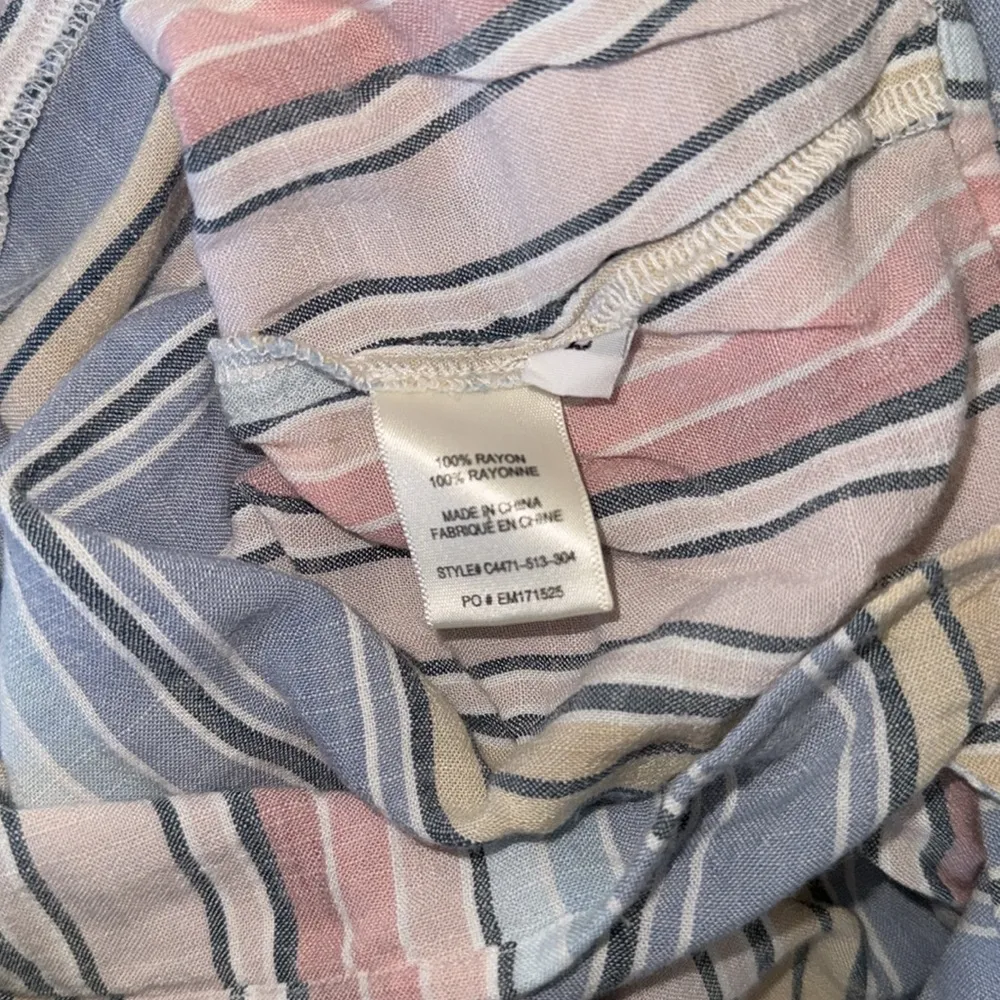 100% RAYON
100% RAYONNE
MADE IN CHINA
FABRIQUÉ EN CHINE
STYLE# C4471-513-304
PO # EM171525